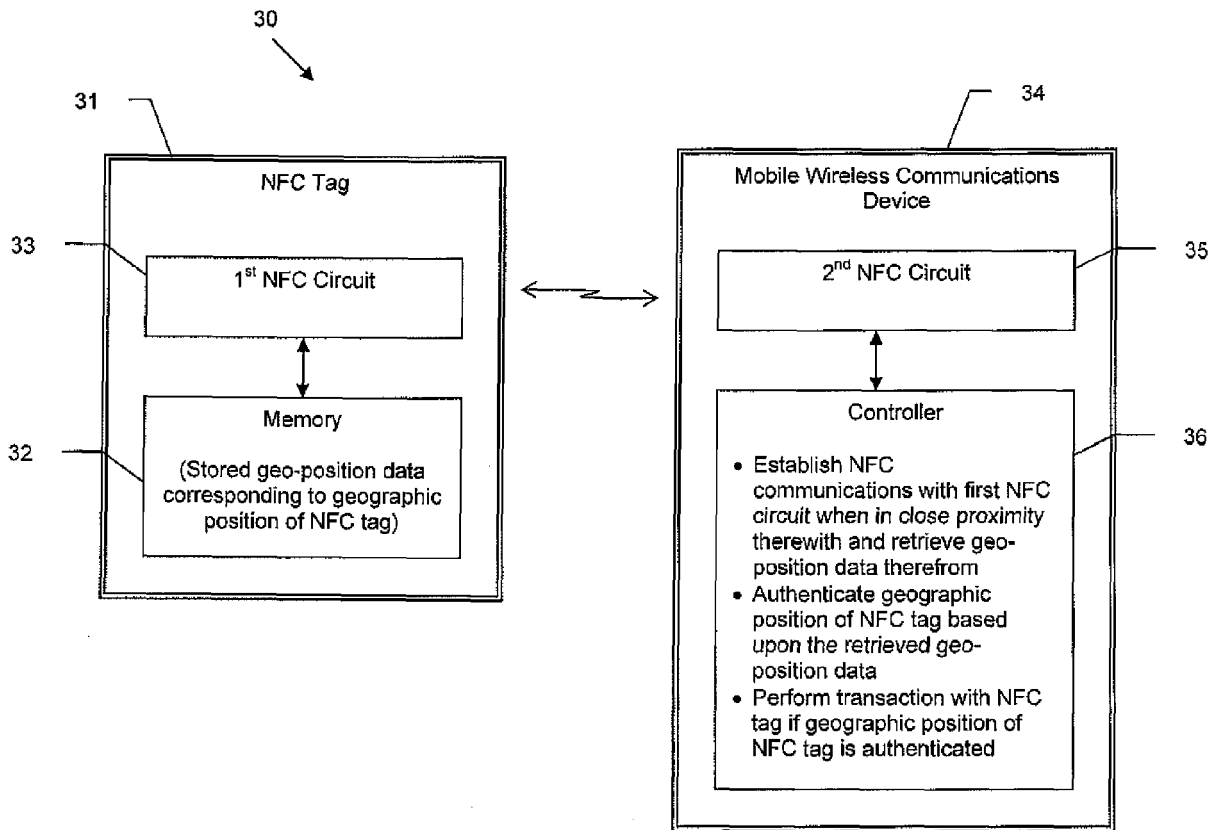 30
31
34
NFC Tag
Mobile Wireless Communications
Device
33
1st NFC Circuit
35
2nd NFC Circuit
Memory
32
(Stored geo-position data
corresponding to geographic
position of NFC tag)
Controller
36
• Establish NFC
communications with first NFC
circuit when in close proximity
therewith and retrieve geo-
position data therefrom
• Authenticate geographic
position of NFC tag based
upon the retrieved geo-
position data
• Perform transaction with NFC
tag if geographic position of
NFC tag is authenticated